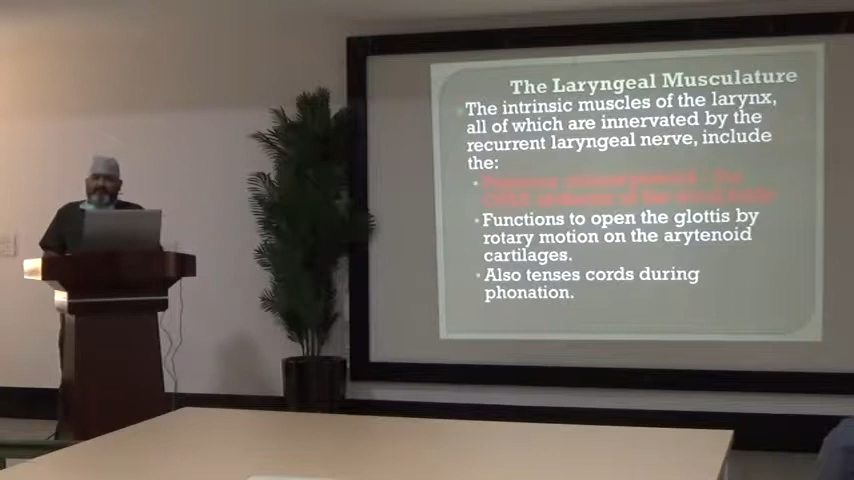 The Laryngeal Musculature
The intrinsic muscles of the larynx,
all of which are innervated by the
recurrent laryngeal nerve, include
the:
of the
• Functions to open the glottis by
rotary motion on the arytenoid
cartilages.
• Also tenses cords during
phonation.